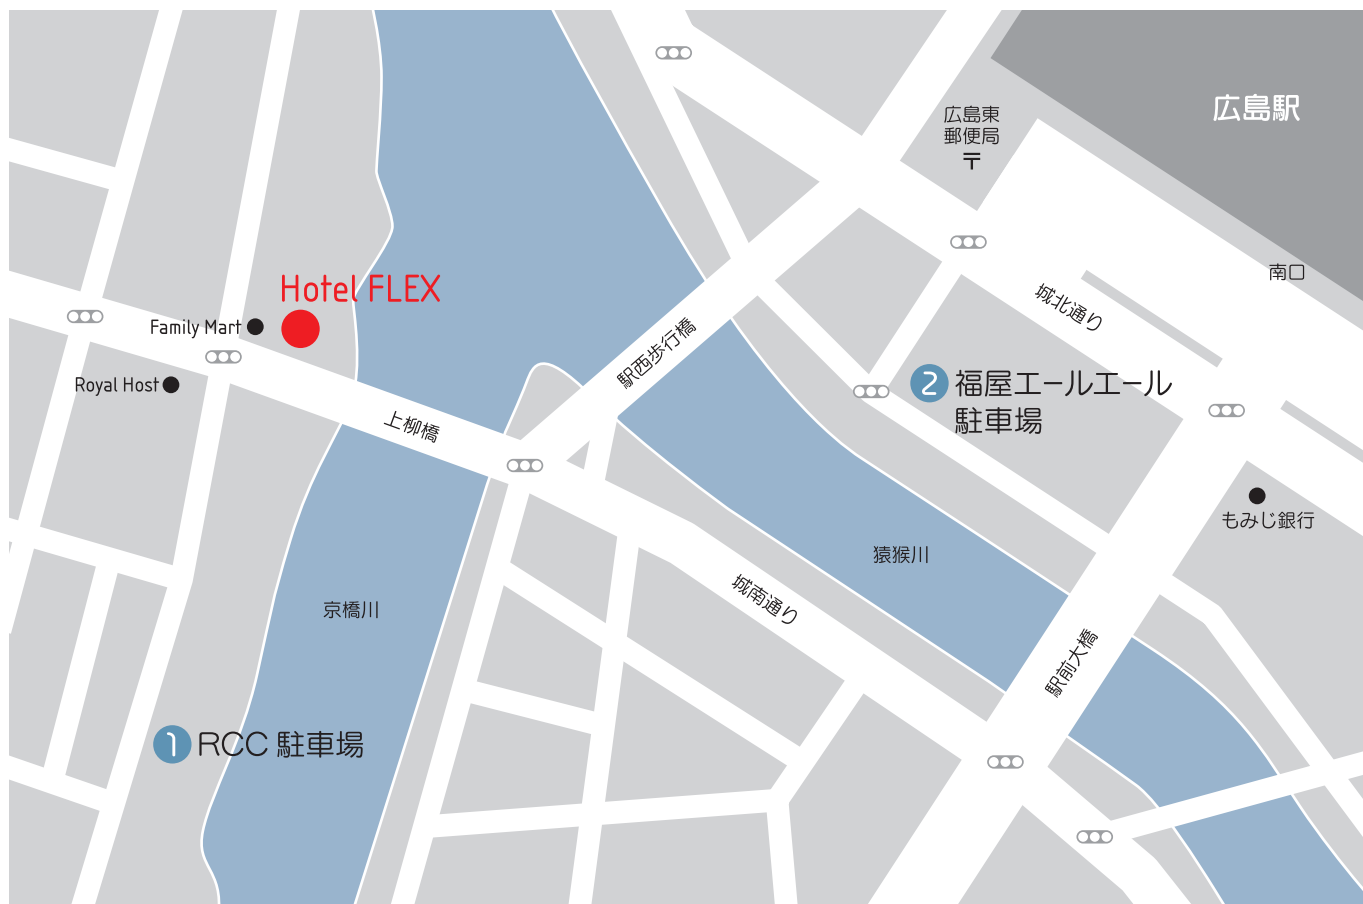 広島駅
広島東
郵便局
〒
南口
Hotel FLEX
Family Mart
Royal Host
城北通り
駅西歩行橋
2 福屋エールエール
駐車場
上柳橋
もみじ銀行
猿猴川
城南通り
京橋川
駅前大橋
1 RCC 駐車場